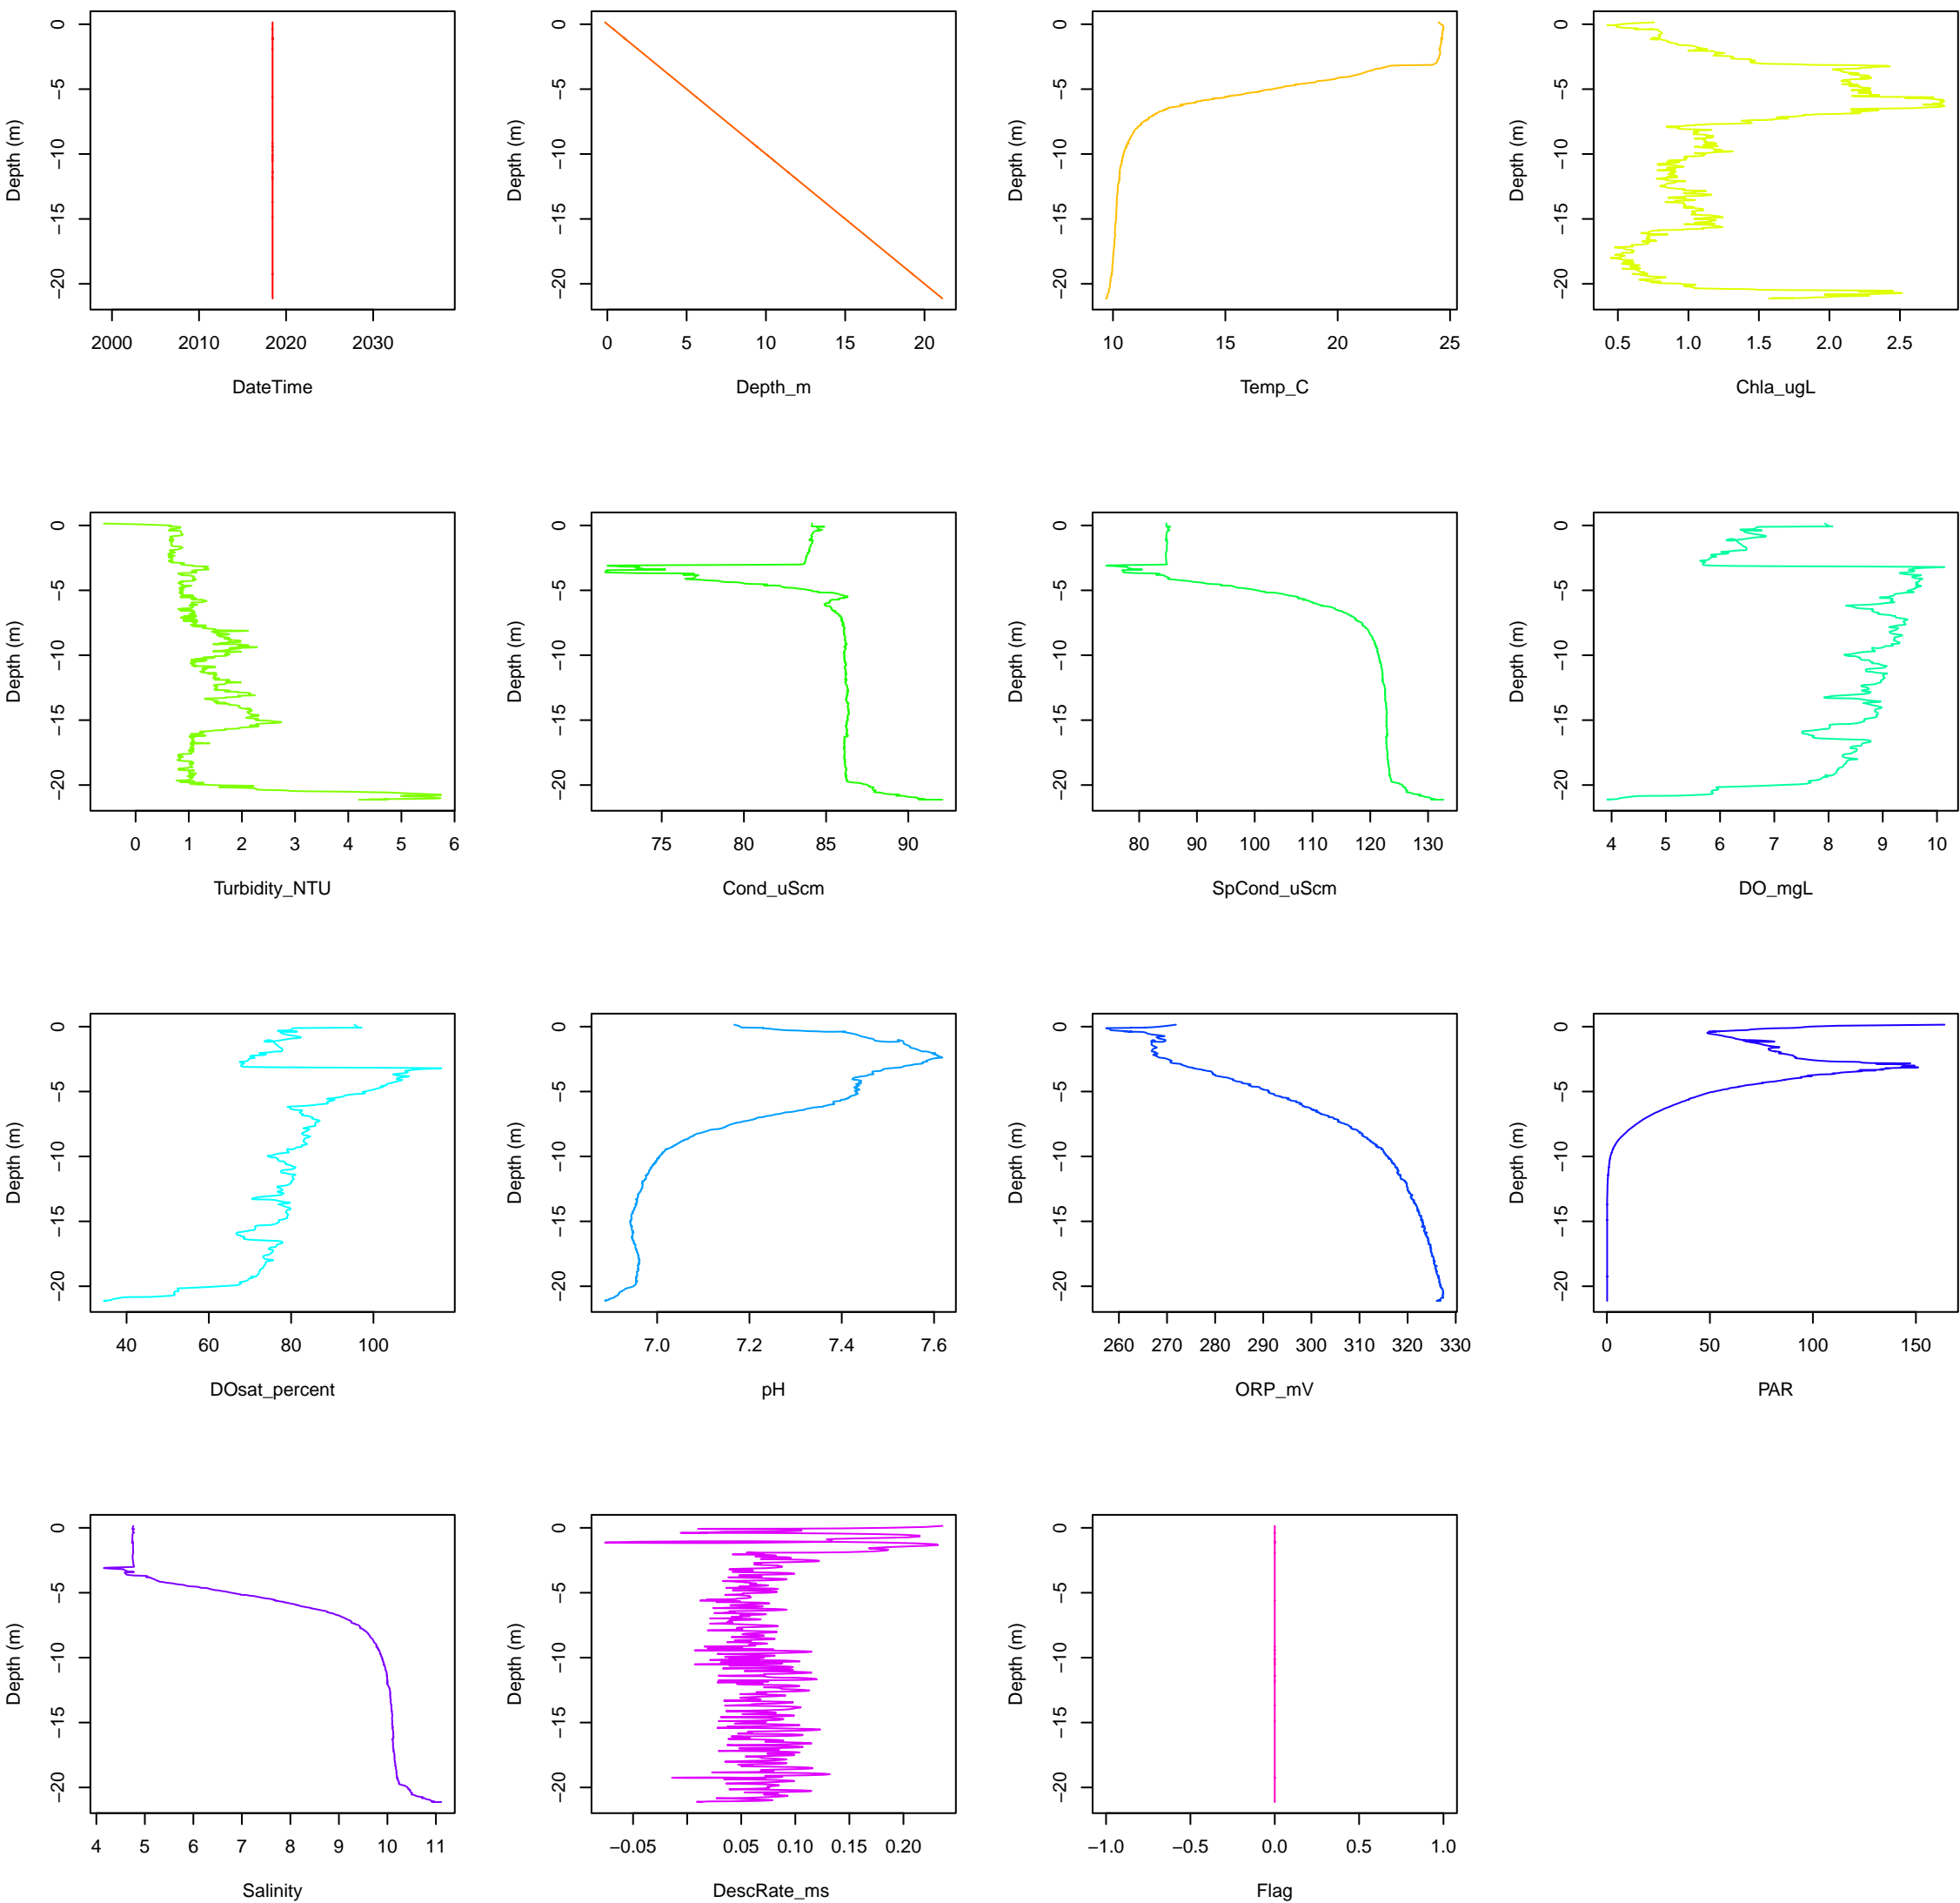 0 0 0 0
−5 −5 −5 −5
Depth (m) Depth (m) Depth (m) Depth (m)
−10 −10 −10 −10
−15 −15 −15 −15
−20 −20 −20 −20
2000 2010 2020 2030 0 5 10 15 20 10 15 20 25 0.5 1.0 1.5 2.0 2.5
DateTime Depth_m Temp_C Chla_ugL
0 0 0 0
−5 −5 −5 −5
Depth (m) Depth (m) Depth (m) Depth (m)
−10 −10 −10 −10
−15 −15 −15 −15
−20 −20 −20 −20
0 1 2 3 4 5 6 75 80 85 90 80 90 100 110 120 130 4 5 6 7 8 9 10
Turbidity_NTU Cond_uScm SpCond_uScm DO_mgL
0 0 0 0
−5 −5 −5 −5
Depth (m) Depth (m) Depth (m) Depth (m)
−10 −10 −10 −10
−15 −15 −15 −15
−20 −20 −20 −20
40 60 80 100 7.0 7.2 7.4 7.6 260 270 280 290 300 310 320 330 0 50 100 150
DOsat_percent pH ORP_mV PAR
0 0 0
−5 −5 −5
Depth (m) Depth (m) Depth (m)
−10 −10 −10
−15 −15 −15
−20 −20 −20
4 5 6 7 8 9 10 11 −0.05 0.05 0.10 0.15 0.20 −1.0 −0.5 0.0 0.5 1.0
Salinity DescRate_ms Flag